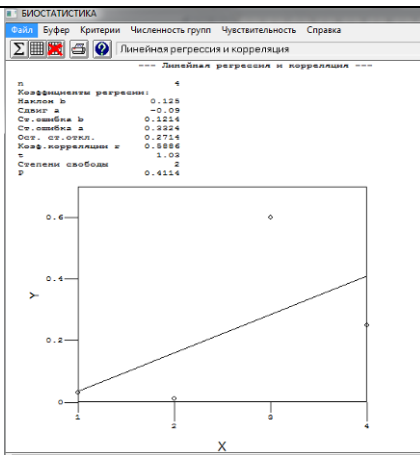 БИОСТАТИСТИКА
Файл Буфер Критерии Численность групп Чувствительность Справка
Линейная регрессия и корреляция
--- Линейная регрессия и корреляция ---
n 4
Коэффициенты регресии:
Наклон b 0.125
Сдвиг a -0.09
Ст.ошибка b 0.1214
Ст.ошибка a 0.3324
Ост. ст.откл. 0.2714
Коэф.корреляции r 0.5886
t 1.03
Степени свободы 2
P 0.4114
0.6
0.4
Y
0.2
0
1 2 3 4
X